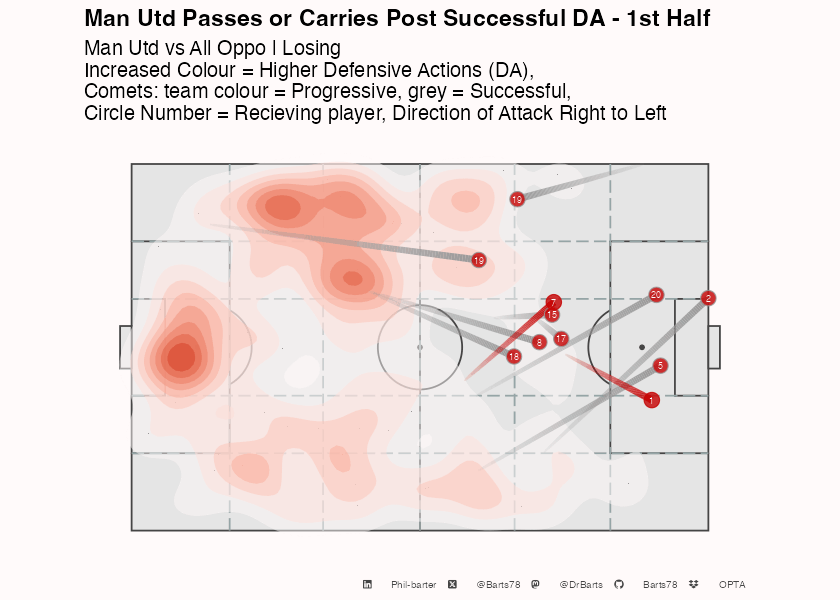 Man Utd Passes or Carries Post Successful DA - 1st Half
Man Utd vs All Oppo | Losing
Increased Colour = Higher Defensive Actions (DA),
Comets: team colour = Progressive, grey = Successful,
Circle Number = Recieving player, Direction of Attack Right to Left
19
19
20
2
7
15
17
8
18
5
1
Phil-barter @Barts78 @DrBarts Barts78 OPTA